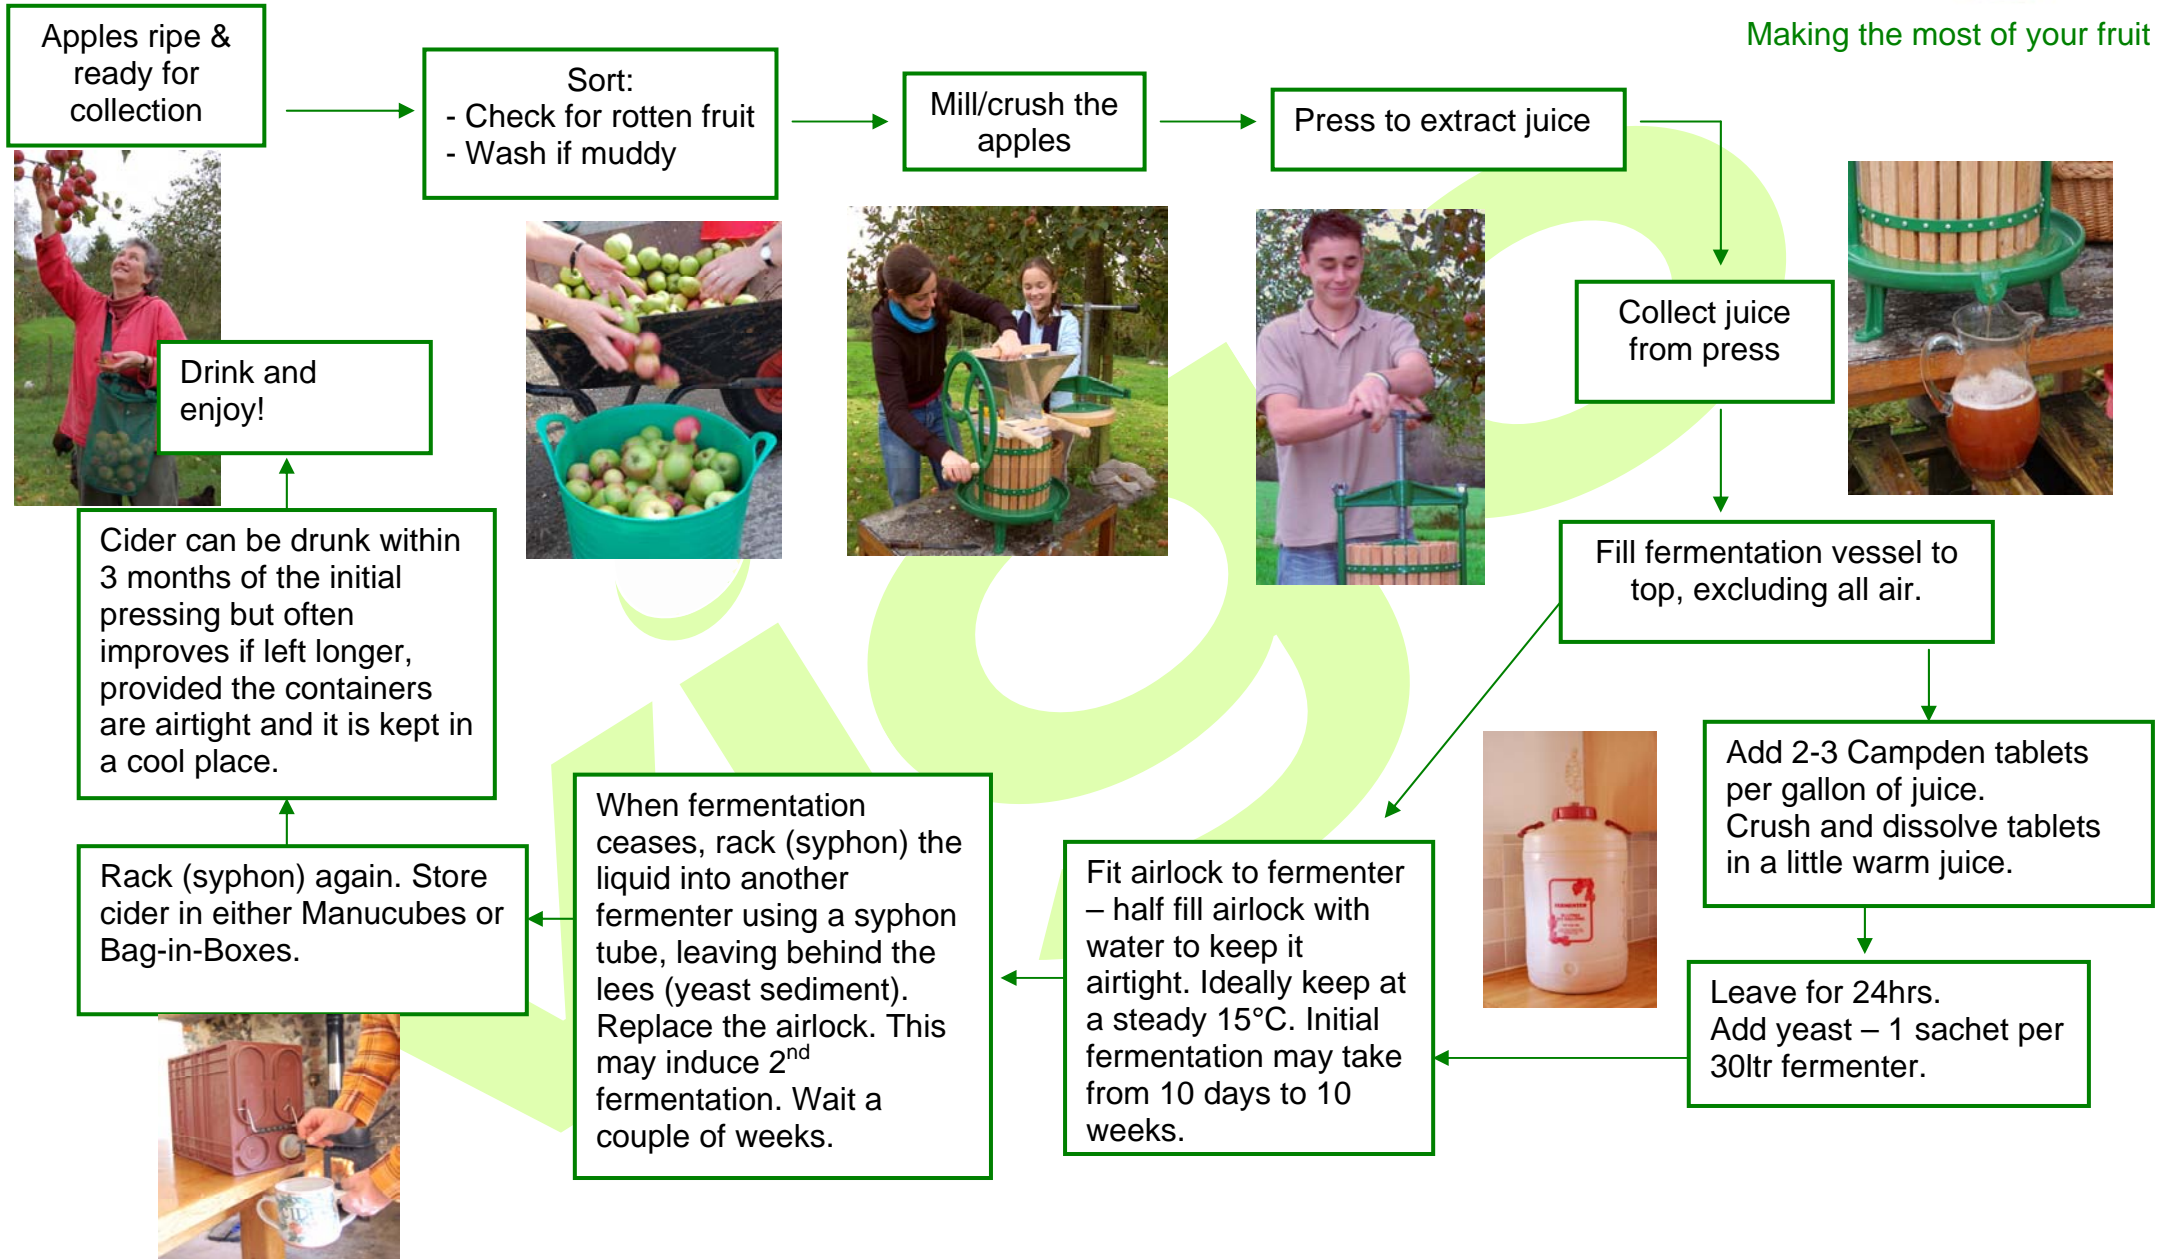 Making the most of your fruit
Apples ripe &
ready for
collection
Sort:
- Check for rotten fruit
- Wash if muddy
Mill/crush the
apples
Press to extract juice
Collect juice
from press
Fill fermentation vessel to
top, excluding all air.
Add 2-3 Campden tablets
per gallon of juice.
Crush and dissolve tablets
in a little warm juice.
Leave for 24hrs.
Add yeast – 1 sachet per
30ltr fermenter.
Fit airlock to fermenter
– half fill airlock with
water to keep it
airtight. Ideally keep at
a steady 15°C. Initial
fermentation may take
from 10 days to 10
weeks.
When fermentation
ceases, rack (syphon) the
liquid into another
fermenter using a syphon
tube, leaving behind the
lees (yeast sediment).
Replace the airlock. This
may induce 2nd
fermentation. Wait a
couple of weeks.
Rack (syphon) again. Store
cider in either Manucubes or
Bag-in-Boxes.
Cider can be drunk within
3 months of the initial
pressing but often
improves if left longer,
provided the containers
are airtight and it is kept in
a cool place.
Drink and
enjoy!
vigo
FERMENTER